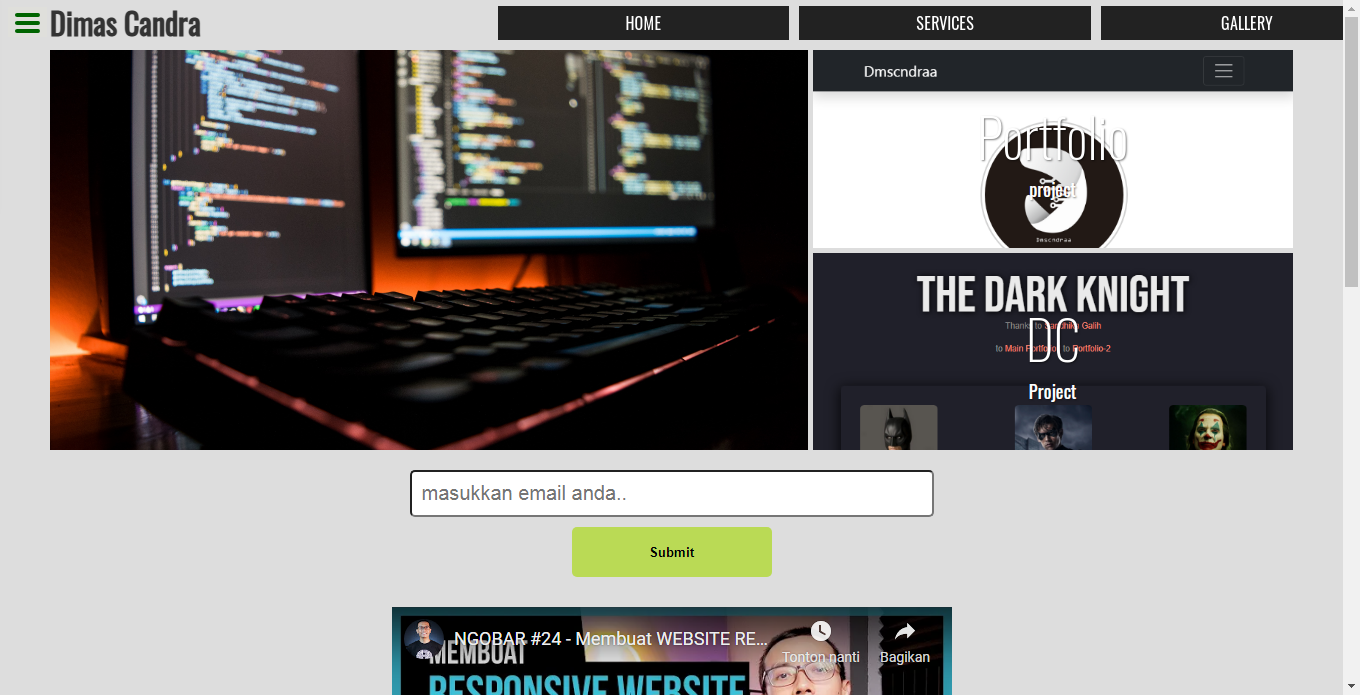 Dimas Candra
HOME
SERVICES
GALLERY
Dmscndraa
Portfolio
project
Dmscndraa
THE DARK KNIGHT
Thanks to Sandhika Galih
DC
to Main Portfolio to Portfolio-2
Project
masukkan email anda..
Submit
NGOBAR #24 - Membuat WEBSITE RE...
Tonton nanti
Bagikan
MEMBUAT
RESPONSIVE WEBSITE